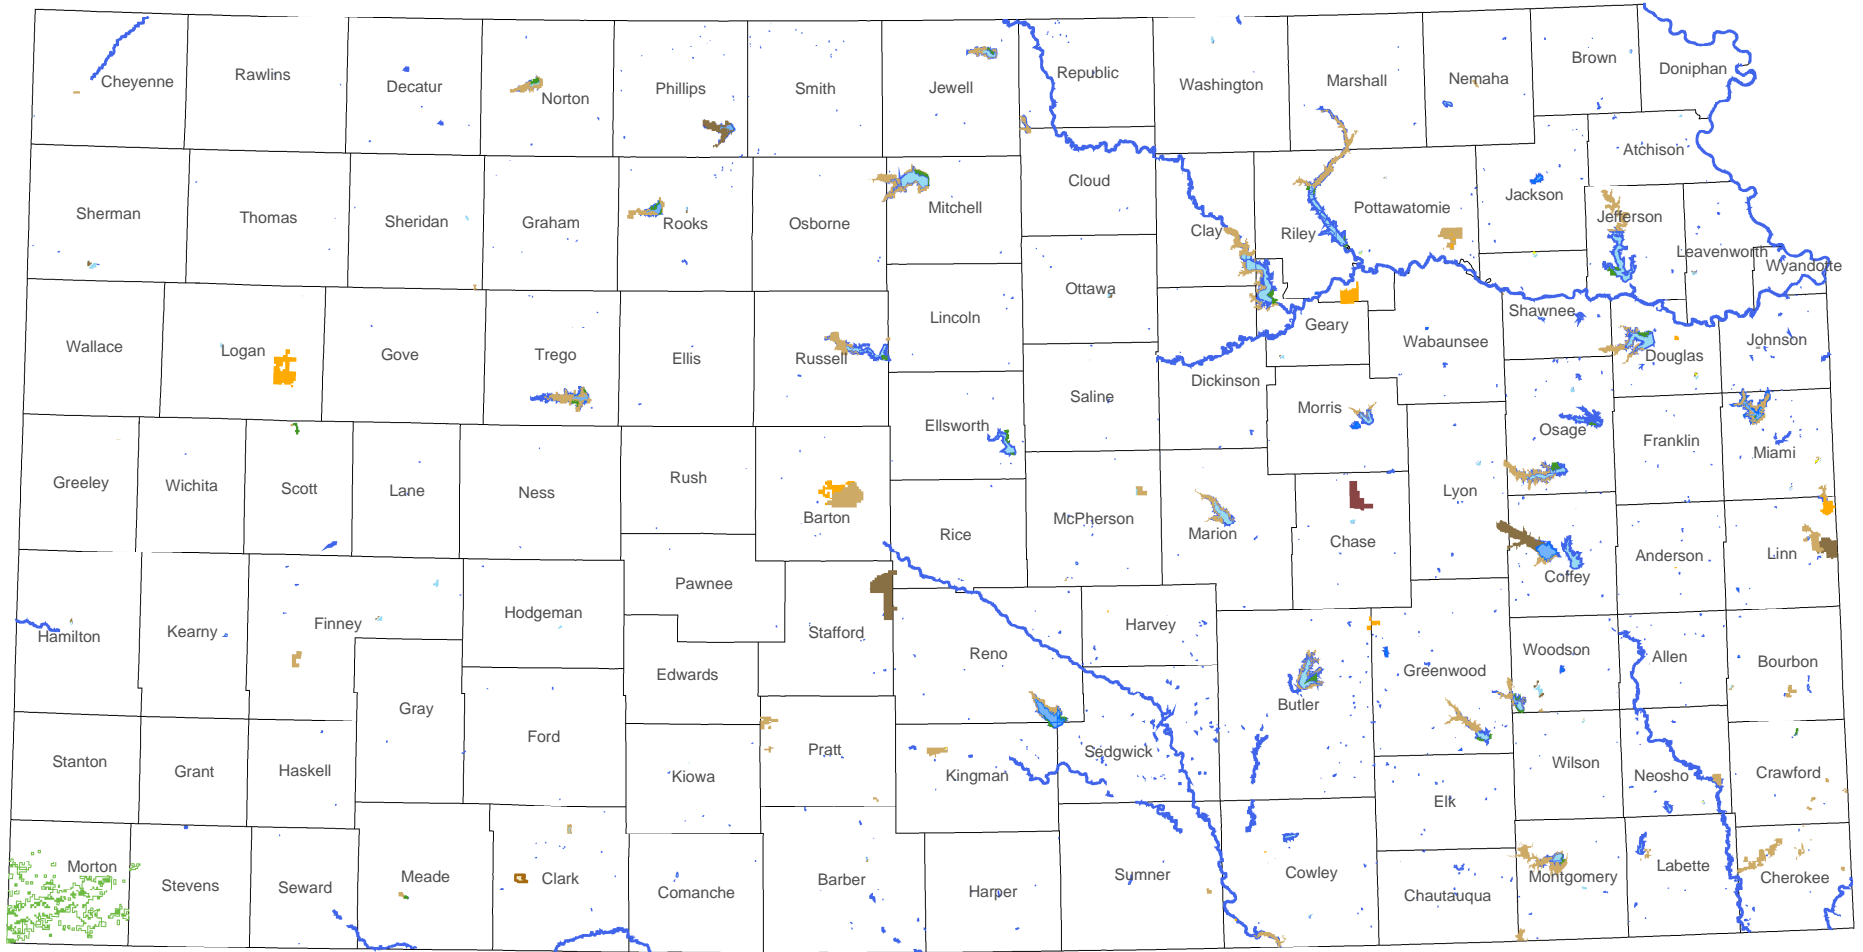 Cheyenne
Rawlins
Decatur
Norton
Phillips
Smith
Jewell
Republic
Washington
Marshall
Nemaha
Brown
Doniphan
Sherman
Thomas
Sheridan
Graham
Rooks
Osborne
Mitchell
Cloud
Clay
Riley
Pottawatomie
Jackson
Atchison
Jefferson
Leavenworth
Wyandotte
Wallace
Logan
Gove
Trego
Ellis
Russell
Lincoln
Ottawa
Saline
Dickinson
Geary
Wabaunsee
Shawnee
Douglas
Johnson
Greeley
Wichita
Scott
Lane
Ness
Rush
Barton
Ellsworth
Rice
McPherson
Marion
Morris
Chase
Lyon
Osage
Franklin
Miami
Coffey
Anderson
Linn
Hamilton
Kearny
Finney
Hodgeman
Pawnee
Stafford
Edwards
Reno
Harvey
Butler
Greenwood
Woodson
Allen
Bourbon
Stanton
Grant
Haskell
Gray
Ford
Kiowa
Pratt
Kingman
Sedgwick
Elk
Wilson
Neosho
Crawford
Morton
Stevens
Seward
Meade
Clark
Comanche
Barber
Harper
Sumner
Cowley
Chautauqua
Montgomery
Labette
Cherokee